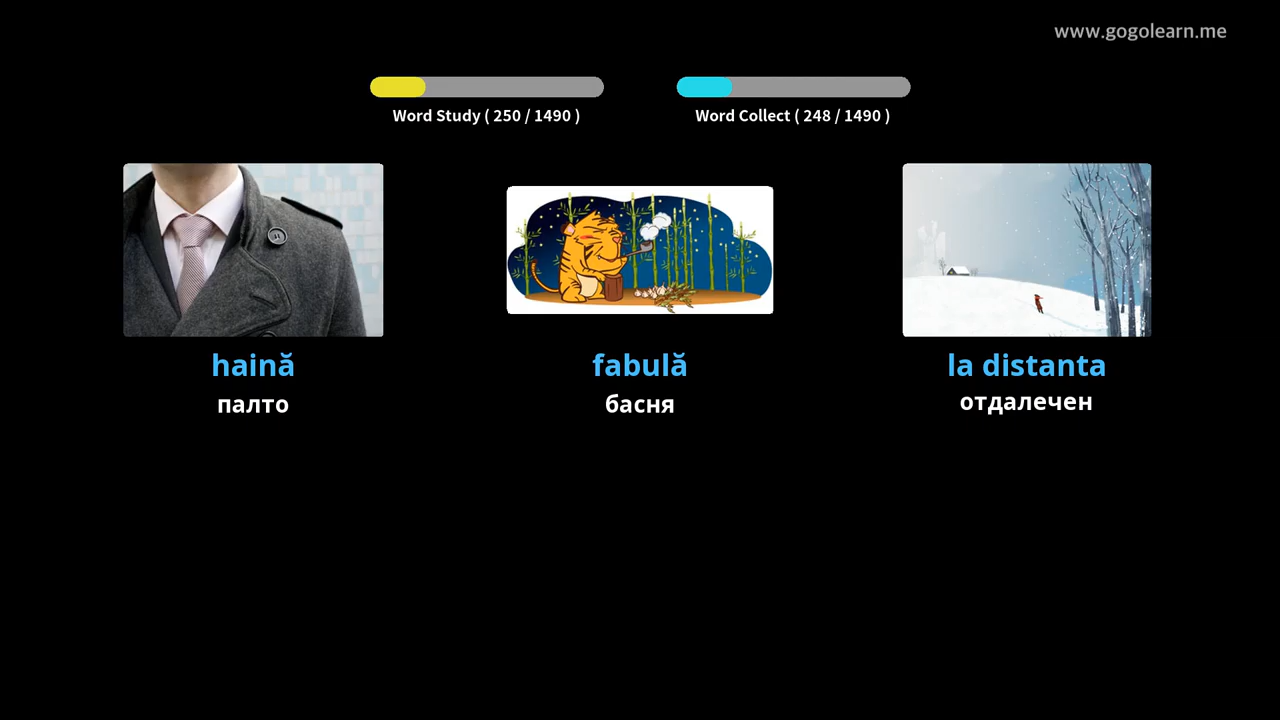 www.gogolearn.me
Word Study ( 250 / 1490 )
Word Collect ( 248 / 1490 )
haină
fabulă
la distanta
палто
басня
отдалечен